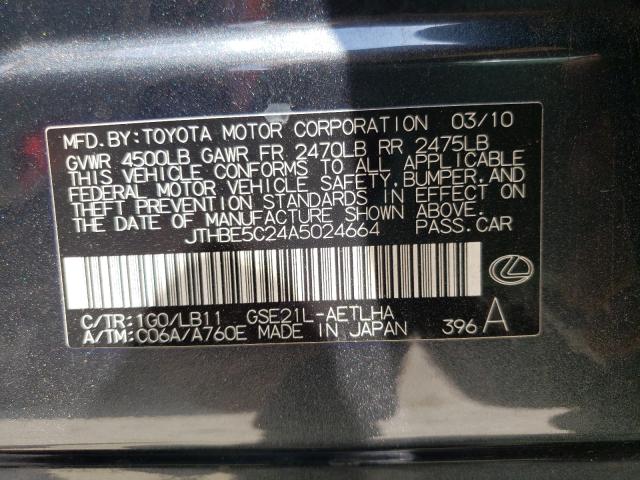 MFD. BY: TOYOTA MOTOR CORPORATION 03/10
GVWR 4500LB GAWR FR 2470LB RR 2475LB
THIS VEHICLE CONFORMS TO ALL APPLICABLE
FEDERAL MOTOR VEHICLE SAFETY, BUMPER, AND
THEFT PREVENTION STANDARDS IN EFFECT ON
THE DATE OF MANUFACTURE SHOWN ABOVE.
JTHBE5C24A5024664 PASS. CAR
C/TR: 1G0/LB11 GSE21L-AETLHA
A/TM: C06A/A760E MADE IN JAPAN 396 A